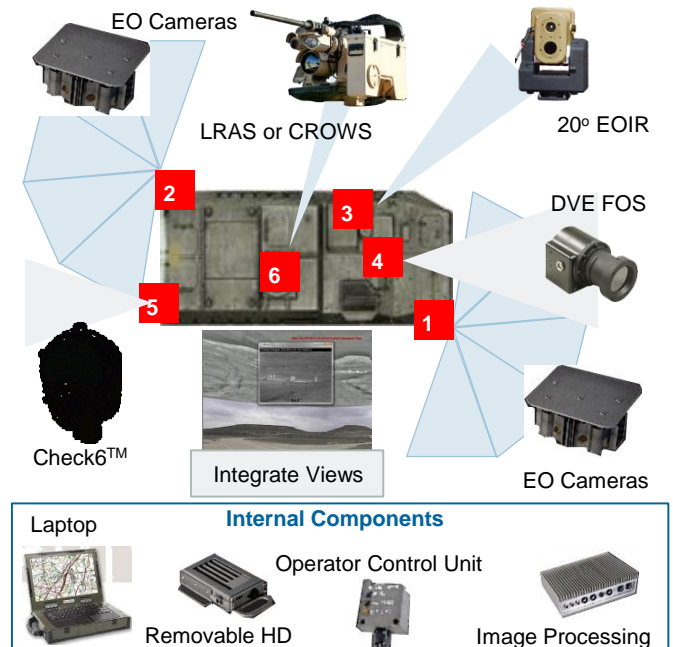 EO Cameras
LRAS or CROWS
20° EOIR
2
3
DVE FOS
4
6
5
1
Check6TM
Integrate Views
EO Cameras
Internal Components
Laptop
Operator Control Unit
Removable HD
Image Processing